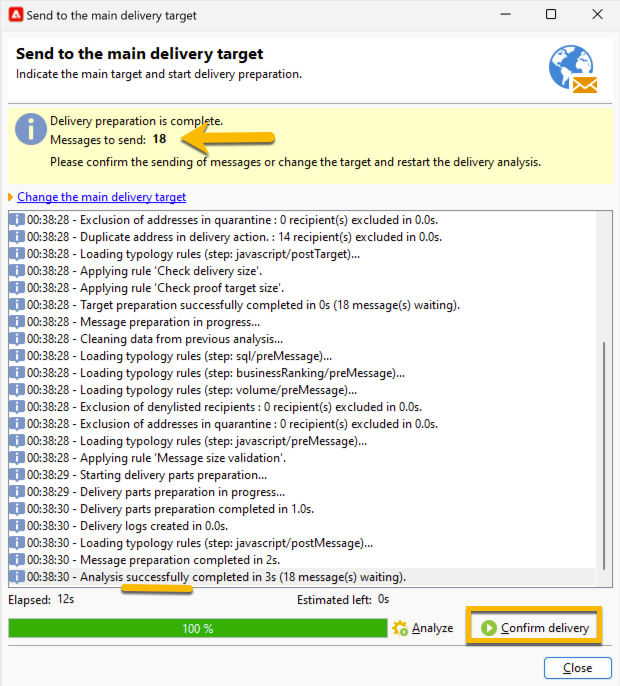 Send to the main delivery target
Send to the main delivery target
Indicate the main target and start delivery preparation.
Delivery preparation is complete.
Messages to send: 18
Please confirm the sending of messages or change the target and restart the delivery analysis.
Change the main delivery target
00:38:28 - Exclusion of addresses in quarantine : 0 recipient(s) excluded in 0.0s.
00:38:28 - Duplicate address in delivery action. : 14 recipient(s) excluded in 0.0s.
00:38:28 - Loading typology rules (step: javascript/postTarget)...
00:38:28 - Applying rule 'Check delivery size'.
00:38:28 - Applying rule 'Check proof target size'.
00:38:28 - Target preparation successfully completed in 0s (18 message(s) waiting).
00:38:28 - Message preparation in progress...
00:38:28 - Cleaning data from previous analysis...
00:38:28 - Loading typology rules (step: sql/preMessage)...
00:38:28 - Loading typology rules (step: businessRanking/preMessage)...
00:38:28 - Loading typology rules (step: volume/preMessage)...
00:38:28 - Exclusion of denylisted recipients : 0 recipient(s) excluded in 0.0s.
00:38:28 - Exclusion of addresses in quarantine : 0 recipient(s) excluded in 0.0s.
00:38:28 - Loading typology rules (step: javascript/preMessage)...
00:38:28 - Applying rule 'Message size validation'.
00:38:29 - Starting delivery parts preparation...
00:38:29 - Delivery parts preparation in progress...
00:38:30 - Delivery parts preparation completed in 1.0s.
00:38:30 - Delivery logs created in 0.0s.
00:38:30 - Loading typology rules (step: javascript/postMessage)...
00:38:30 - Message preparation completed in 2s.
00:38:30 - Analysis successfully completed in 3s (18 message(s) waiting).
Elapsed: 12s Estimated left: 0s
100 % Analyze Confirm delivery
Close